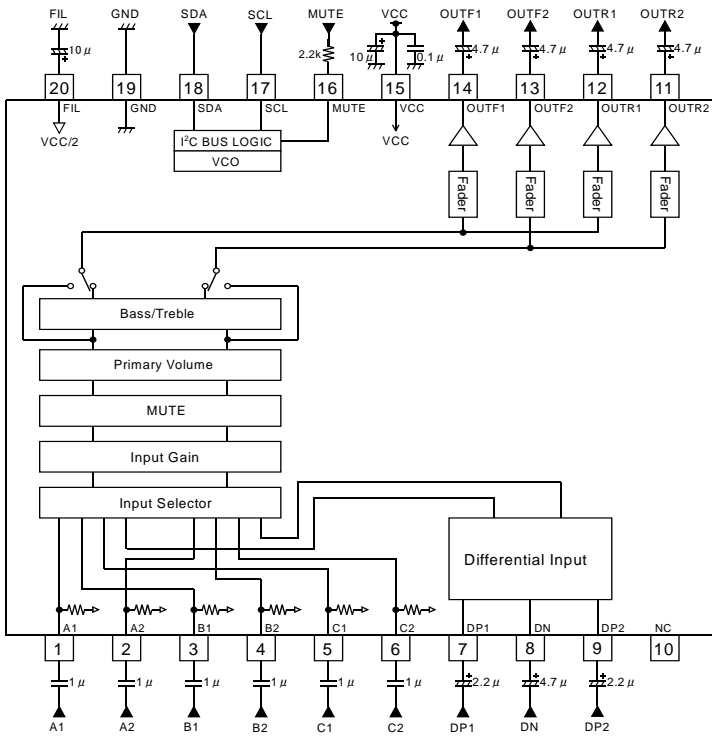 FIL GND SDA SCL MUTE VCC OUTF1 OUTF2 OUTR1 OUTR2
10μ 2.2k 10μ 0.1μ 4.7μ 4.7μ 4.7μ 4.7μ
20 19 18 17 16 15 14 13 12 11
FIL GND SDA SCL MUTE VCC OUTF1 OUTF2 OUTR1 OUTR2
VCC/2 VCC
I²C BUS LOGIC
VCO
Fader Fader Fader Fader
Bass/Treble
Primary Volume
MUTE
Input Gain
Input Selector
Differential Input
A1 A2 B1 B2 C1 C2 DP1 DN DP2 NC
1 2 3 4 5 6 7 8 9 10
1μ 1μ 1μ 1μ 1μ 1μ 2.2μ 4.7μ 2.2μ
A1 A2 B1 B2 C1 C2 DP1 DN DP2